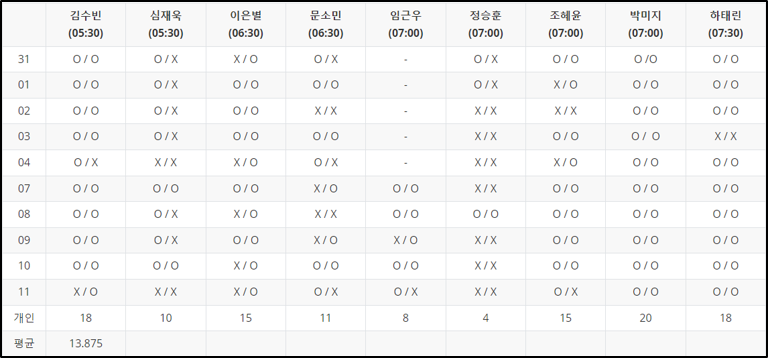 김수빈 심재욱 이은별 문소민 임근우 정승훈 조혜윤 박미지 하태린
(05:30) (05:30) (06:30) (06:30) (07:00) (07:00) (07:00) (07:00) (07:30)
31 O / O O / X X / O O / X - O / X O / O O /O O / O
01 O / O O / X O / O O / O - O / X X / O O / O O / O
02 O / O O / X O / O X / X - X / X X / X O / O O / O
03 O / O O / X O / O O / O - X / X O / O O / O X / X
04 O / X X / X X / O O / X - X / X X / O O / O O / O
07 O / O O / O O / O X / O O / O X / X O / O O / O O / O
08 O / O O / X X / O X / X O / O O / O O / O O / O O / O
09 O / O O / X O / O X / O X / O X / X O / O O / O O / O
10 O / O O / O X / O O / O O / O X / X O / O O / O O / O
11 X / O X / X X / O O / X O / X X / X O / X O / O O / O
개인 18 10 15 11 8 4 15 20 18
평균 13.875